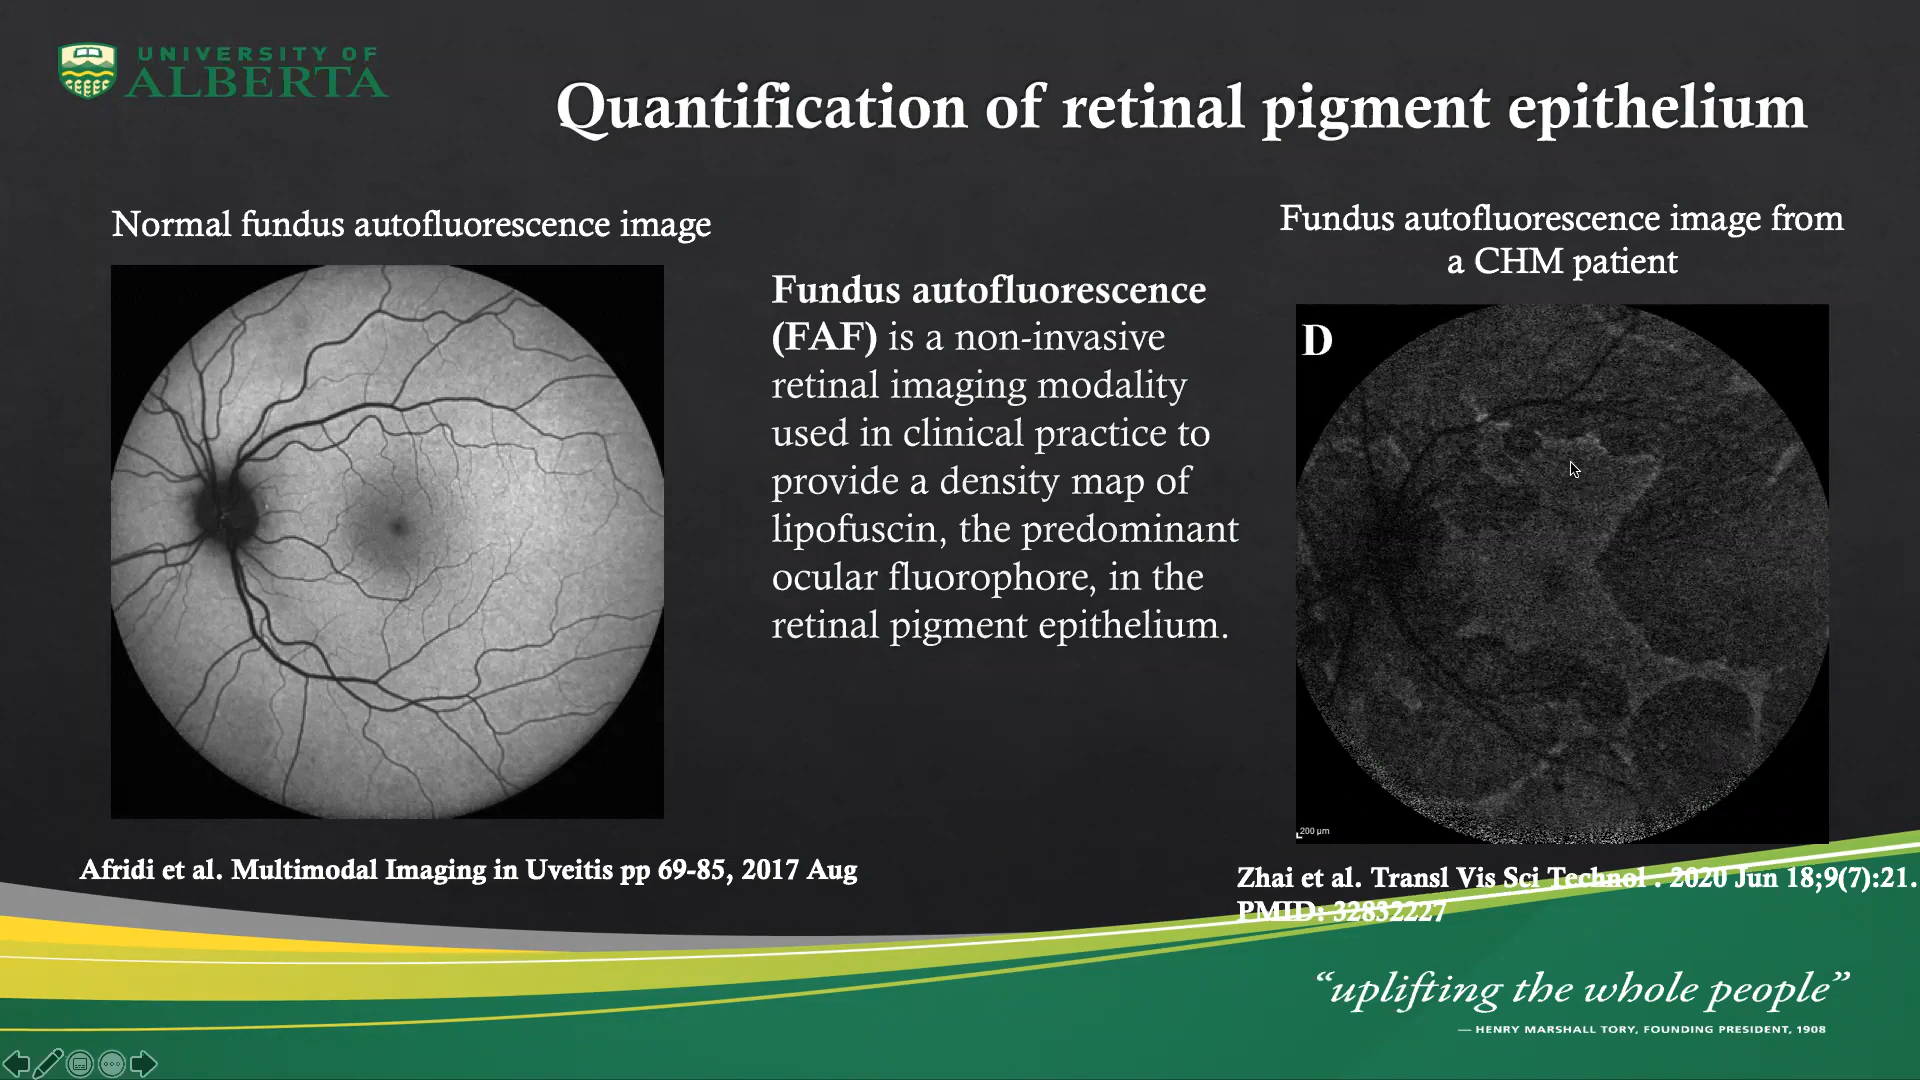 UNIVERSITY OF
ALBERTA
Quantification of retinal pigment epithelium
Normal fundus autofluorescence image
Fundus autofluorescence
(FAF) is a non-invasive
retinal imaging modality
used in clinical practice to
provide a density map of
lipofuscin, the predominant
ocular fluorophore, in the
retinal pigment epithelium.
Fundus autofluorescence image from
a CHM patient
D
200 µm
Afridi et al. Multimodal Imaging in Uveitis pp 69-85, 2017 Aug
Zhai et al. Transl Vis Sci Technol . 2020 Jun 18;9(7):21.
PMID: 32832227
“uplifting the whole people”
— HENRY MARSHALL TORY, FOUNDING PRESIDENT, 1908